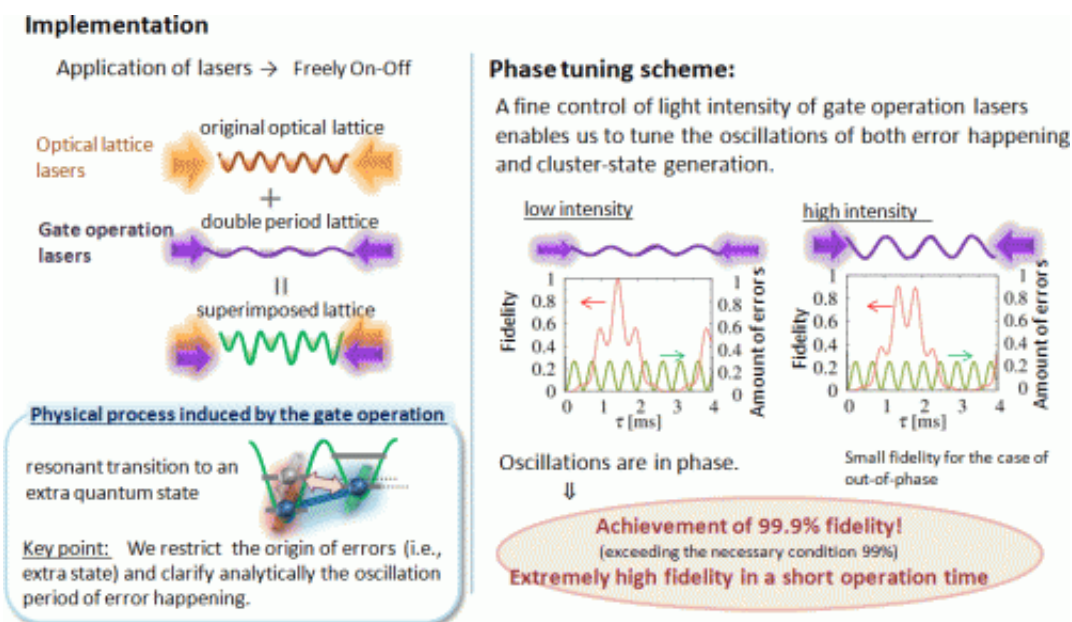 Implementation
Application of lasers → Freely On-Off
Optical lattice
lasers
original optical lattice
+
Gate operation
lasers
double period lattice
=
superimposed lattice
Physical process induced by the gate operation
resonant transition to an
extra quantum state
Key point: We restrict the origin of errors (i.e.,
extra state) and clarify analytically the oscillation
period of error happening.
Phase tuning scheme:
A fine control of light intensity of gate operation lasers
enables us to tune the oscillations of both error happening
and cluster-state generation.
low intensity
Fidelity
1
0.8
0.6
0.4
0.2
0
0 1 2 3 4
τ [ms]
1
0.8
0.6
0.4
0.2
0
Amount of errors
high intensity
Fidelity
1
0.8
0.6
0.4
0.2
0
0 1 2 3 4
τ [ms]
1
0.8
0.6
0.4
0.2
0
Amount of errors
Oscillations are in phase.
⇓
Small fidelity for the case of
out-of-phase
Achievement of 99.9% fidelity!
(exceeding the necessary condition 99%)
Extremely high fidelity in a short operation time